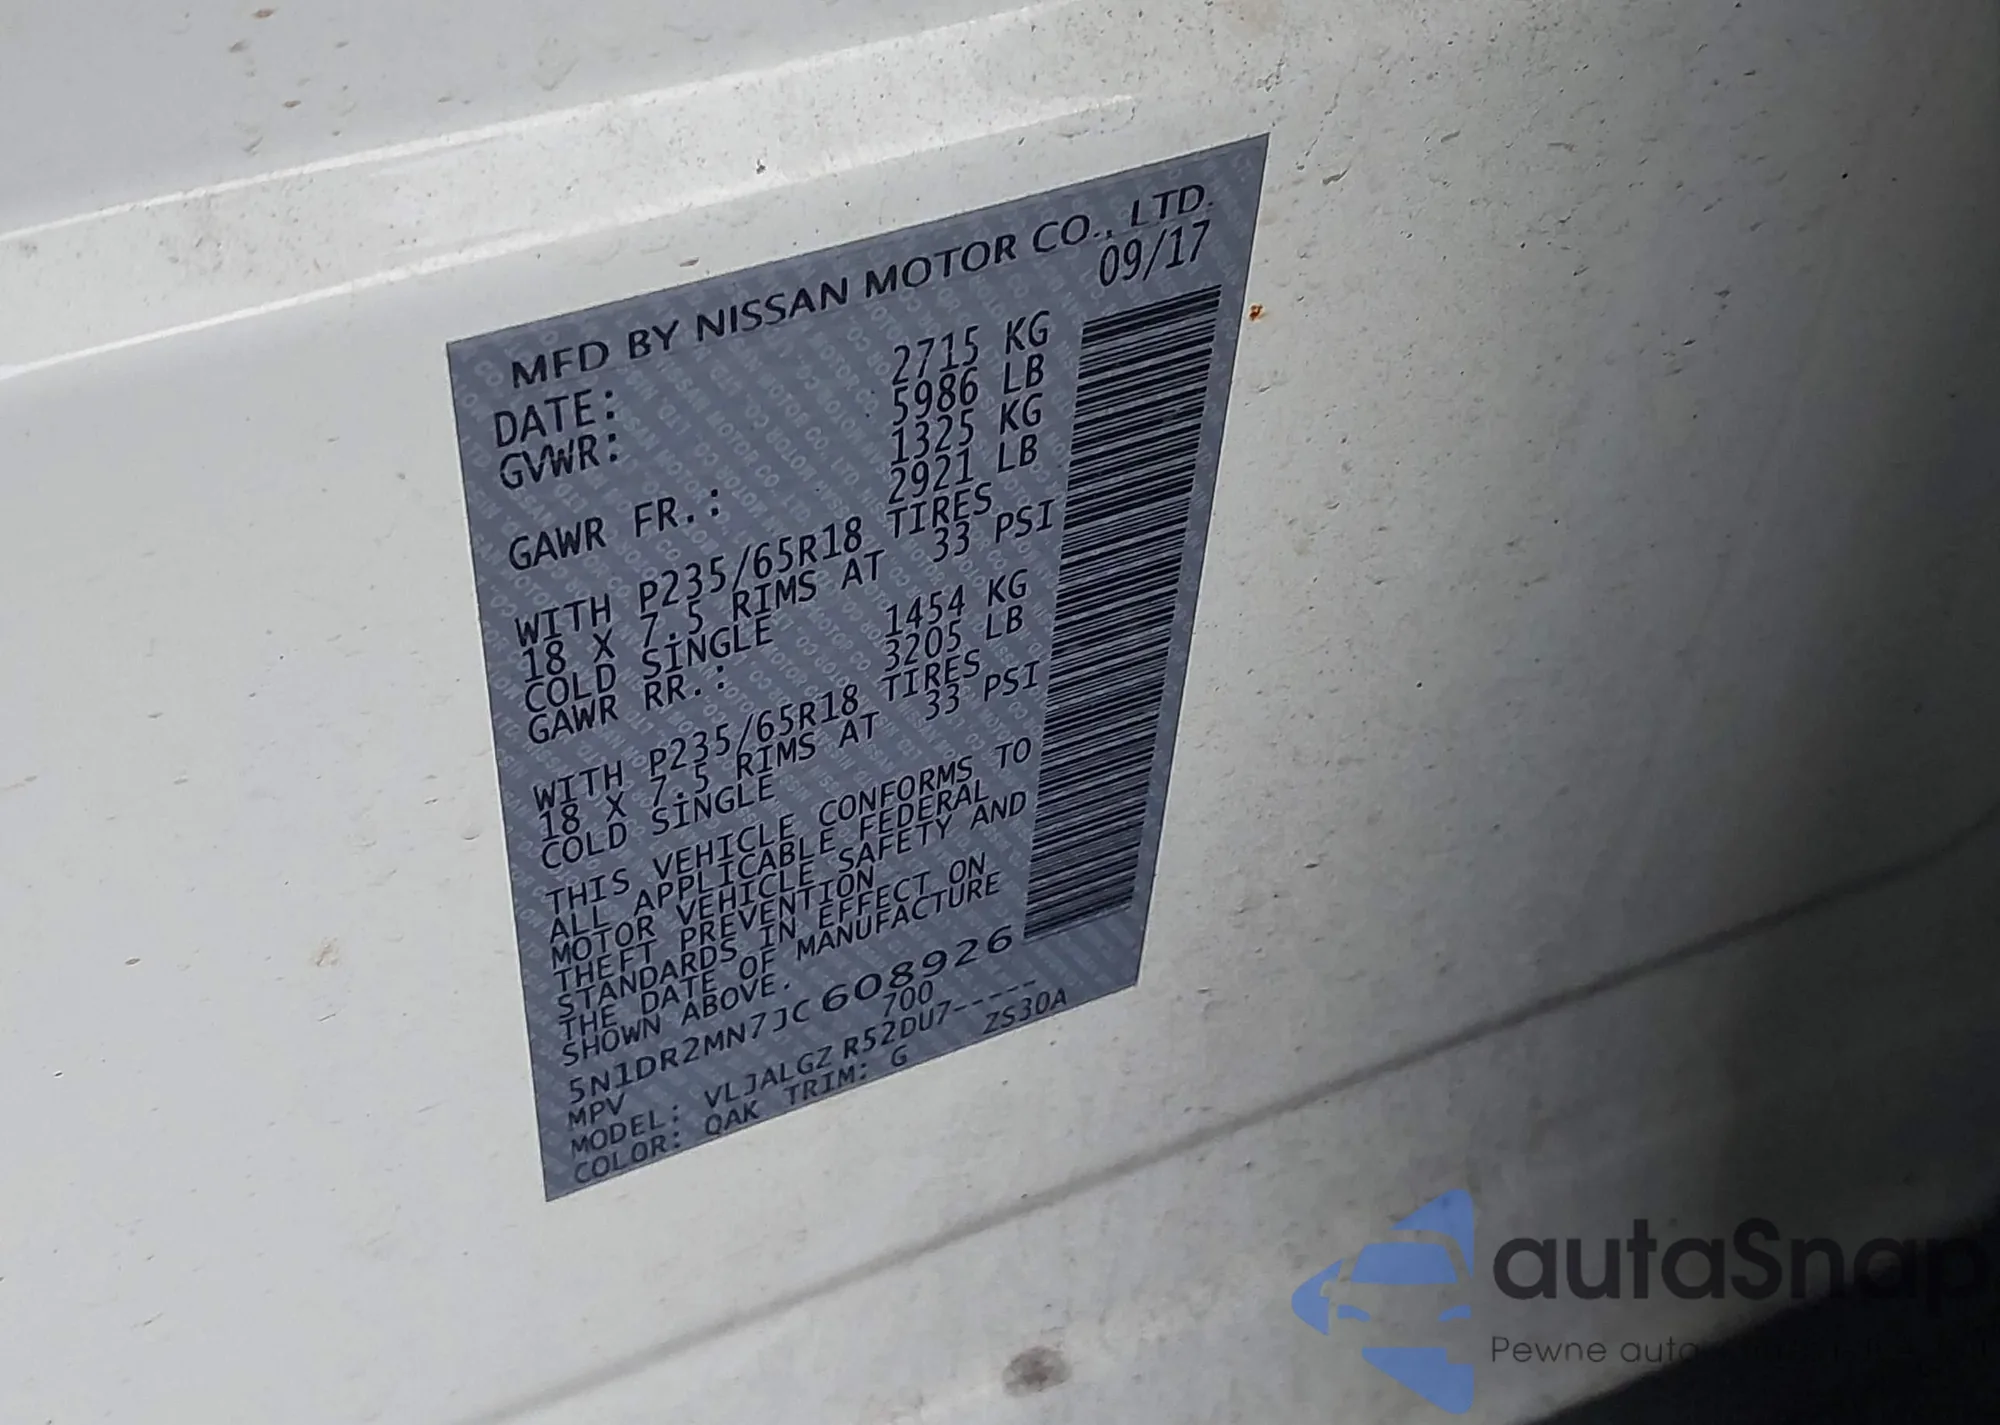 MFD BY NISSAN MOTOR CO., LTD.
DATE: 09/17
GVWR: 2715 KG
5986 LB
GAWR FR.: 1325 KG
2921 LB
WITH P235/65R18 TIRES
18 X 7.5 RIMS AT 33 PSI
COLD SINGLE
GAWR RR.: 1454 KG
3205 LB
WITH P235/65R18 TIRES
18 X 7.5 RIMS AT 33 PSI
COLD SINGLE
THIS VEHICLE CONFORMS TO
ALL APPLICABLE FEDERAL
MOTOR VEHICLE SAFETY AND
THEFT PREVENTION
STANDARDS IN EFFECT ON
THE DATE OF MANUFACTURE
SHOWN ABOVE.
5N1DR2MN7JC608926
MPV 700
MODEL: VLJALGZ R52DU7-----
COLOR: QAK TRIM: G ZS30A
autaSnap
Pewne auta